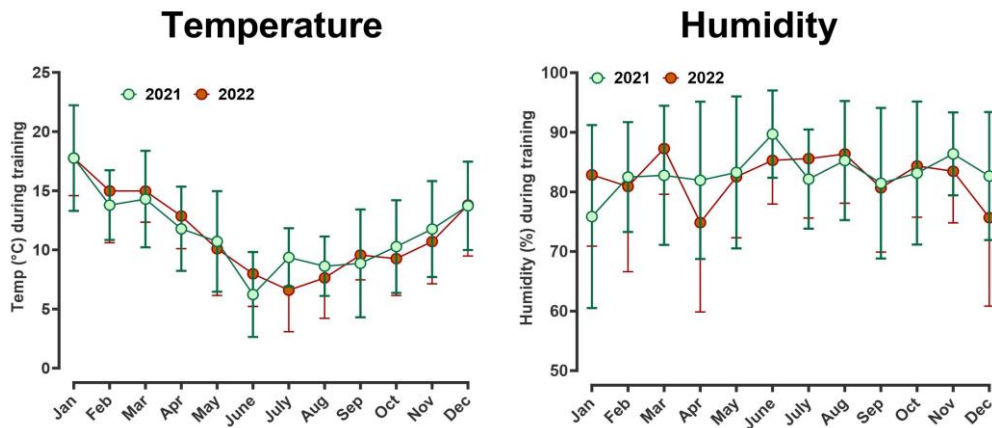 Temperature
Temp (°C) during training
25
20
15
10
5
0
2021 2022
Jan Feb Mar Apr May June July Aug Sep Oct Nov Dec
Humidity
Humidity (%) during training
100
90
80
70
60
50
2021 2022
Jan Feb Mar Apr May June July Aug Sep Oct Nov Dec